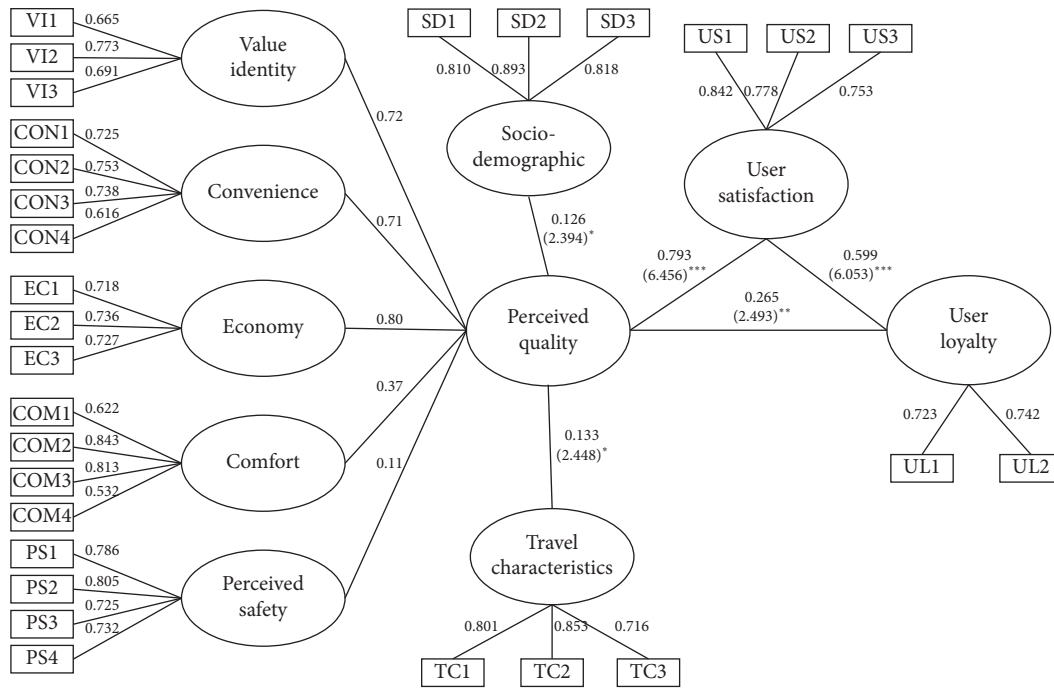 VI1
0.665
VI2
0.773
VI3
0.691
Value
identity
0.72
CON1
0.725
CON2
0.753
CON3
0.738
CON4
0.616
Convenience
0.71
EC1
0.718
EC2
0.736
EC3
0.727
Economy
0.80
COM1
0.622
COM2
0.843
COM3
0.813
COM4
0.532
Comfort
0.37
PS1
0.786
PS2
0.805
PS3
0.725
PS4
0.732
Perceived
safety
0.11
SD1
SD2
SD3
0.810
0.893
0.818
Socio-
demographic
0.126
(2.394)*
Perceived
quality
0.133
(2.448)*
Travel
characteristics
0.801
0.853
0.716
TC1
TC2
TC3
US1
US2
US3
0.842
0.778
0.753
User
satisfaction
0.793
(6.456)***
0.599
(6.053)***
0.265
(2.493)**
User
loyalty
0.723
0.742
UL1
UL2